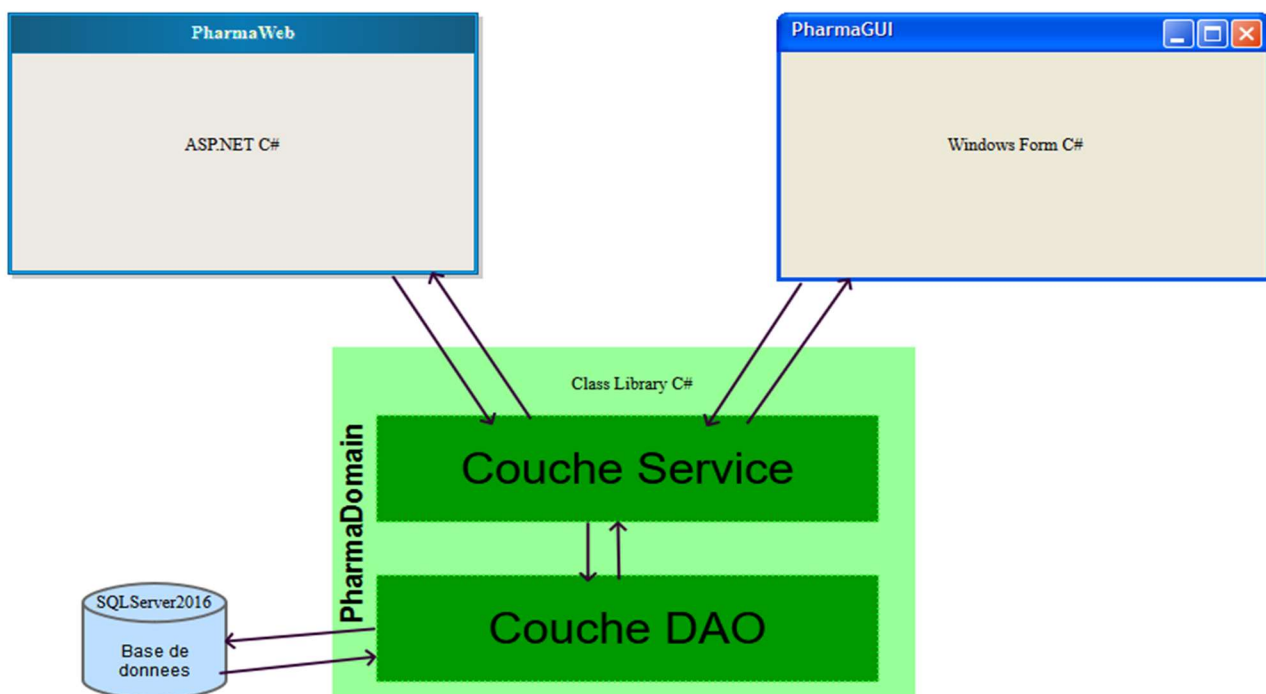 PharmaWeb
PharmaGUI
ASP.NET C#
Windows Form C#
Class Library C#
PharmaDomain
Couche Service
Couche DAO
SQLServer2016
Base de
donnees